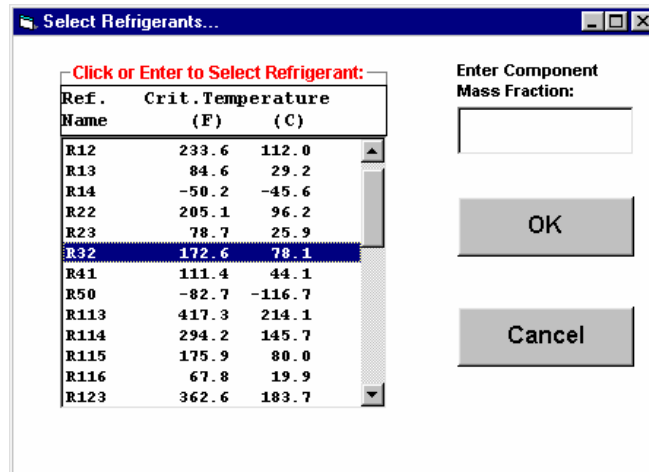 Select Refrigerants...
Click or Enter to Select Refrigerant:
Ref. Crit.Temperature
Name (F) (C)
R12 233.6 112.0
R13 84.6 29.2
R14 -50.2 -45.6
R22 205.1 96.2
R23 78.7 25.9
R32 172.6 78.1
R41 111.4 44.1
R50 -82.7 -116.7
R113 417.3 214.1
R114 294.2 145.7
R115 175.9 80.0
R116 67.8 19.9
R123 362.6 183.7
Enter Component
Mass Fraction:
OK
Cancel